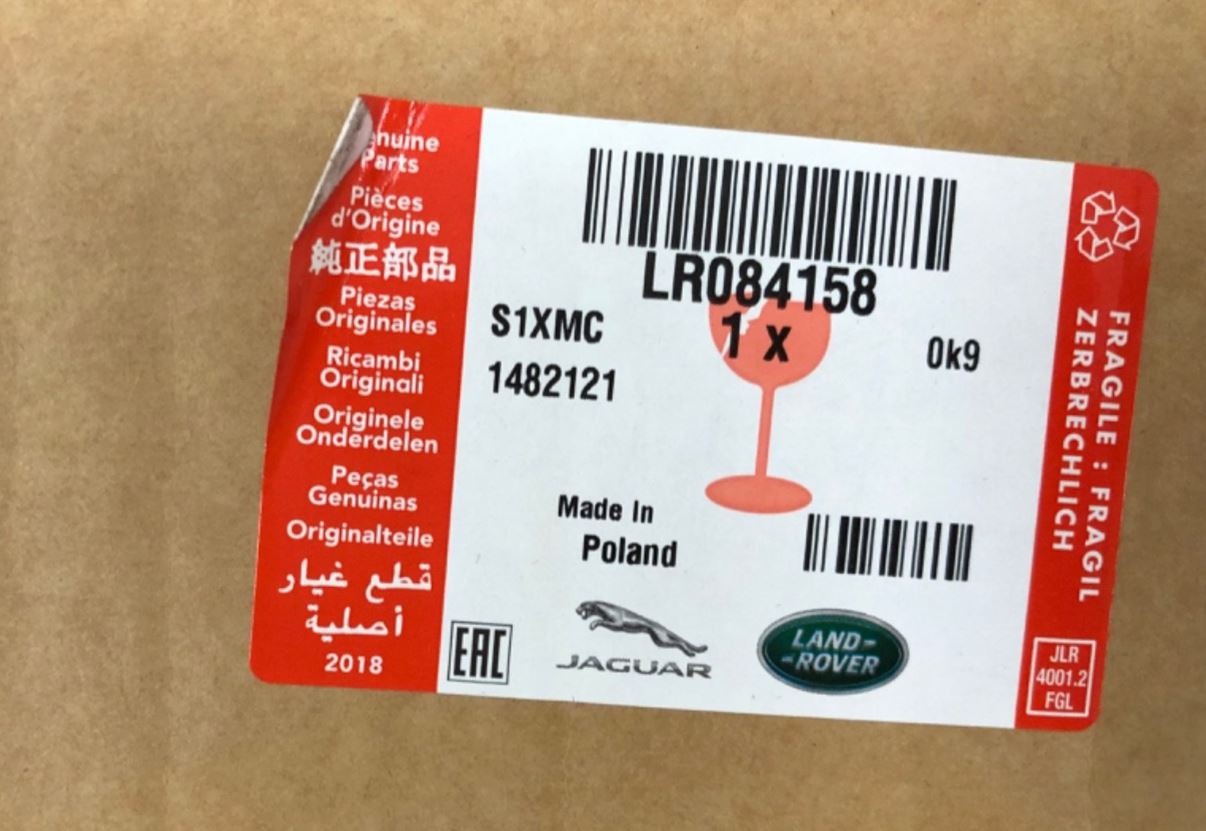 enuine
Parts
Pièces
d'Origine
純正部品
Piezas
Originales
Ricambi
Originali
Originele
Onderdelen
Peças
Genuinas
Originalteile
قطع غيار
أصلية
2018
LR084158
S1XMC
1 x
0k9
1482121
Made In
Poland
EAC
JAGUAR
LAND-
-ROVER
FRAGILE : FRAGIL
ZERBRECHLICH
JLR
4001.2
FGL